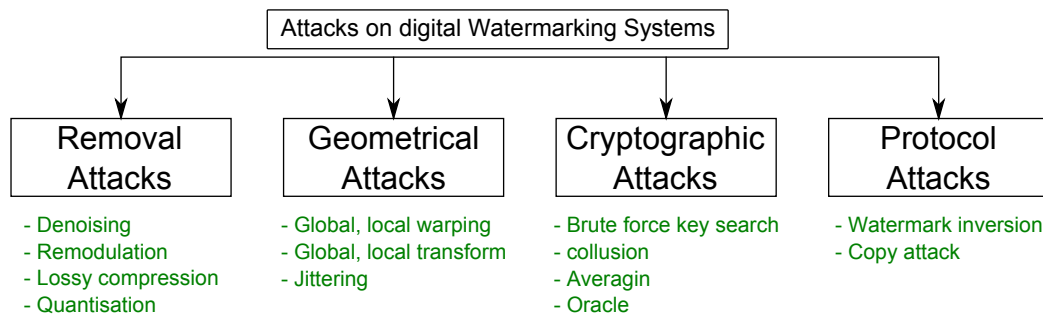 Attacks on digital Watermarking Systems
Removal
Attacks
- Denoising
- Remodulation
- Lossy compression
- Quantisation
Geometrical
Attacks
- Global, local warping
- Global, local transform
- Jittering
Cryptographic
Attacks
- Brute force key search
- collusion
- Averagin
- Oracle
Protocol
Attacks
- Watermark inversion
- Copy attack